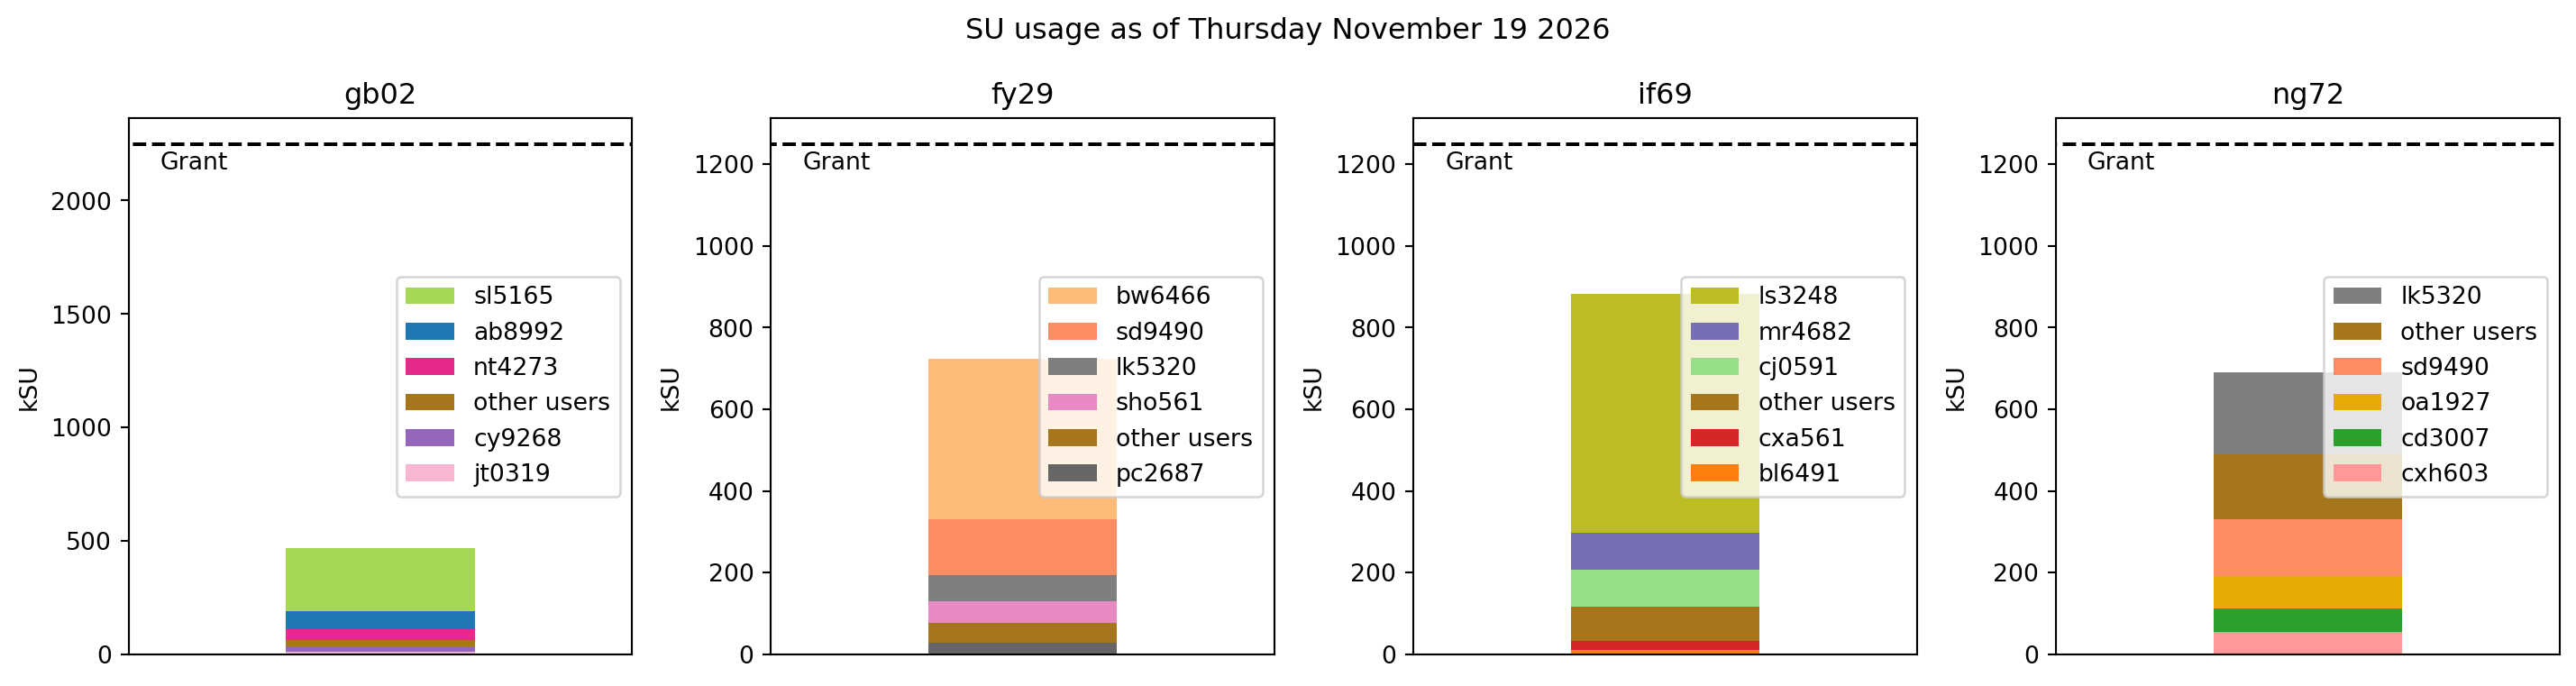 SU usage as of Thursday November 19 2026
gb02
kSU
2000
1500
1000
500
0
Grant
sl5165
ab8992
nt4273
other users
cy9268
jt0319
fy29
kSU
1200
1000
800
600
400
200
0
Grant
bw6466
sd9490
lk5320
sho561
other users
pc2687
if69
kSU
1200
1000
800
600
400
200
0
Grant
ls3248
mr4682
cj0591
other users
cxa561
bl6491
ng72
kSU
1200
1000
800
600
400
200
0
Grant
lk5320
other users
sd9490
oa1927
cd3007
cxh603